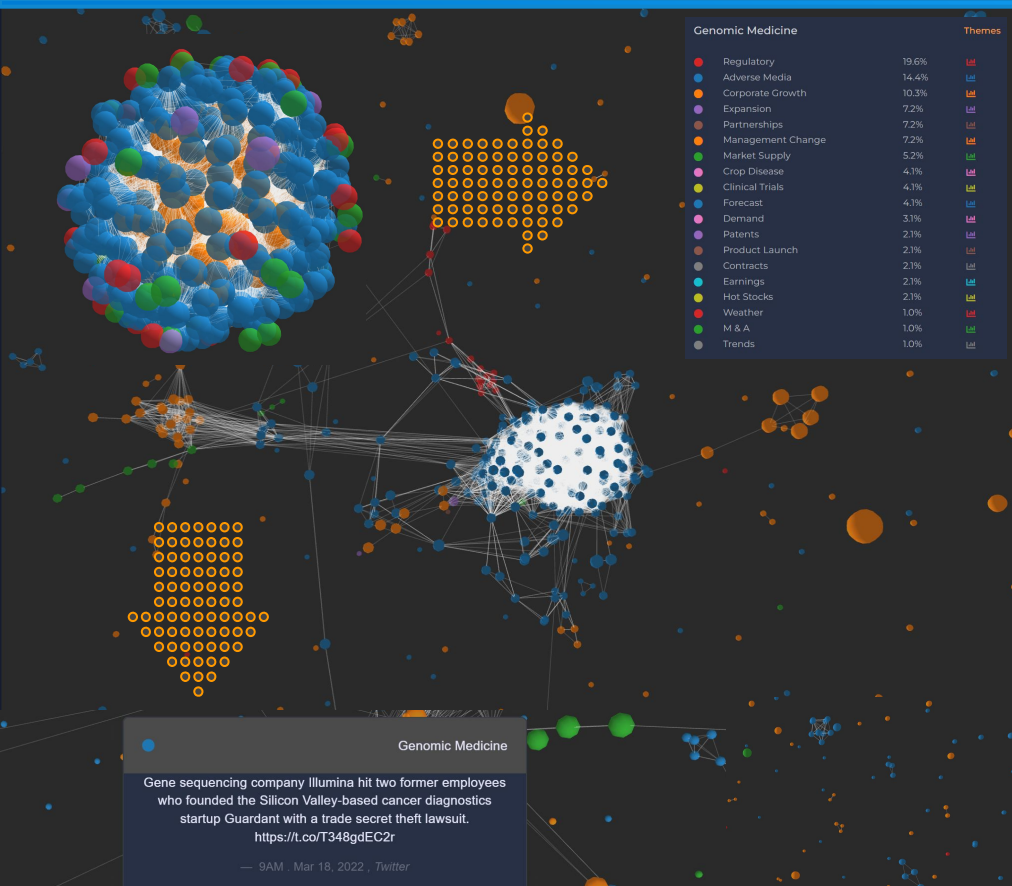 Genomic Medicine Themes
Regulatory 19.6%
Adverse Media 14.4%
Corporate Growth 10.3%
Expansion 7.2%
Partnerships 7.2%
Management Change 7.2%
Market Supply 5.2%
Crop Disease 4.1%
Clinical Trials 4.1%
Forecast 4.1%
Demand 3.1%
Patents 2.1%
Product Launch 2.1%
Contracts 2.1%
Earnings 2.1%
Hot Stocks 2.1%
Weather 1.0%
M & A 1.0%
Trends 1.0%
Genomic Medicine
Gene sequencing company Illumina hit two former employees
who founded the Silicon Valley-based cancer diagnostics
startup Guardant with a trade secret theft lawsuit.
https://t.co/T348gdEC2r
— 9AM . Mar 18, 2022 , Twitter